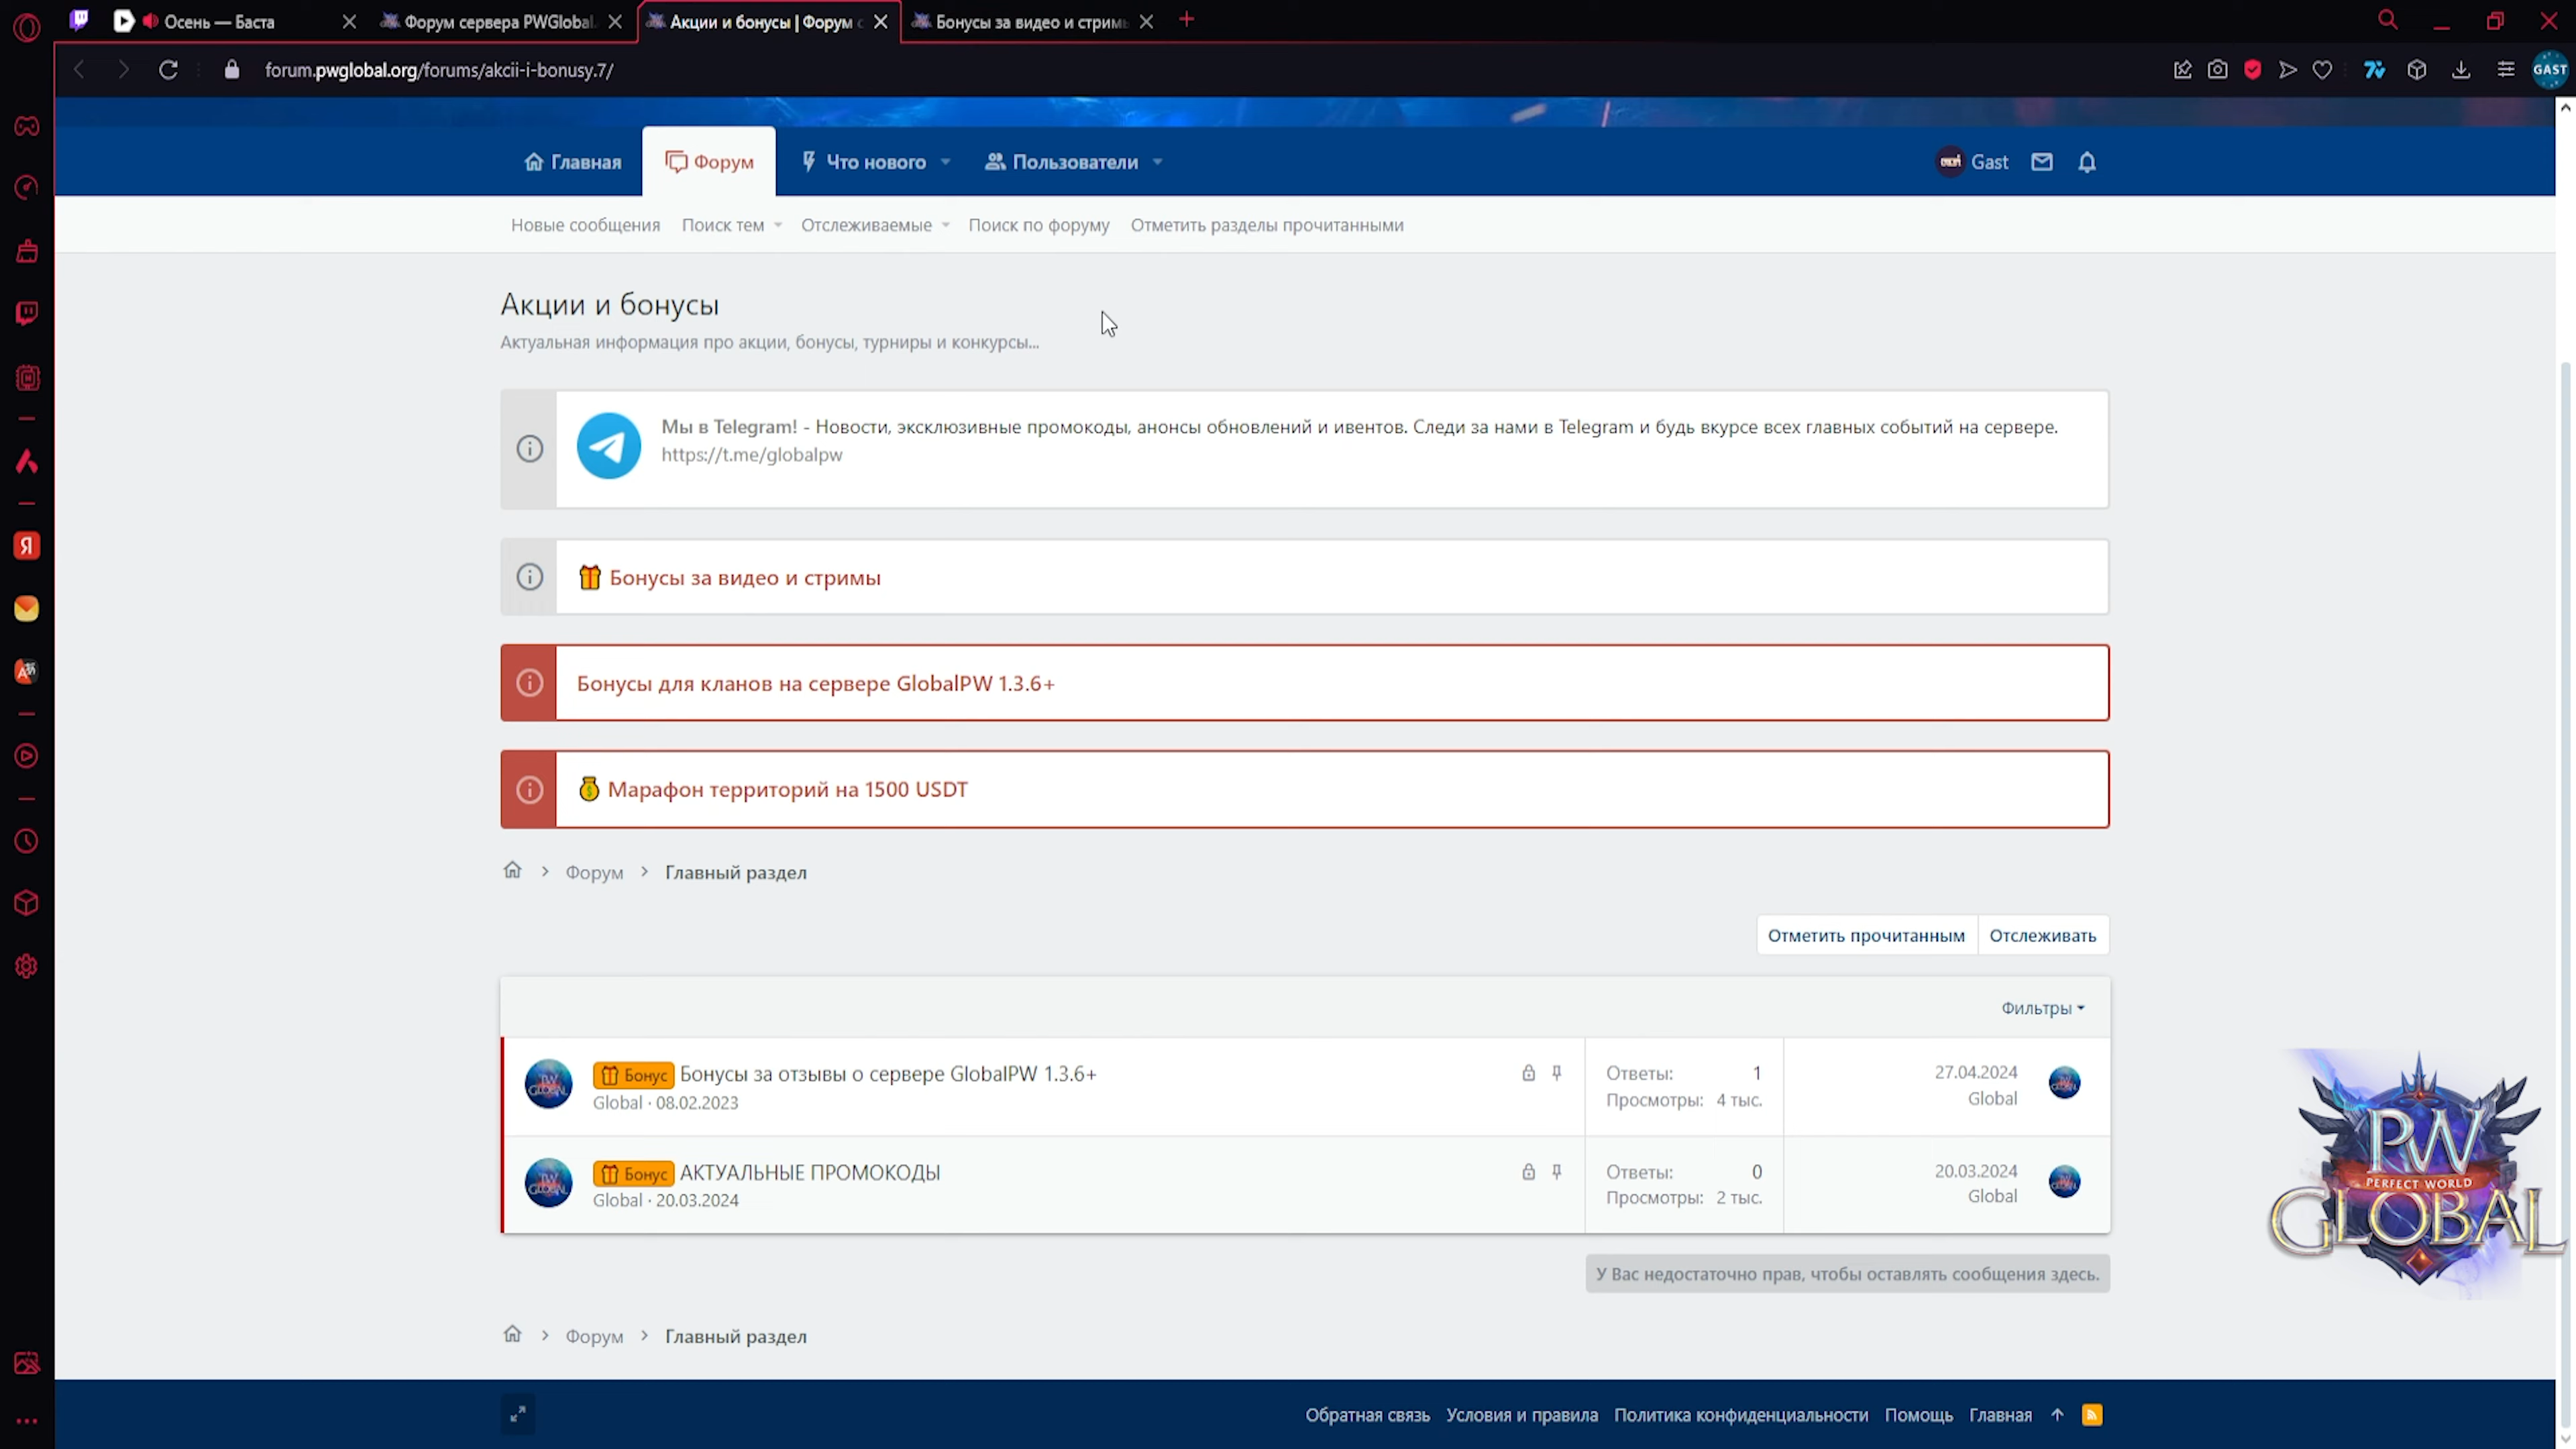 Осень — Баста
Форум сервера PWGlobal
Акции и бонусы | Форум с
Бонусы за видео и стрим
forum.pwglobal.org/forums/akcii-i-bonusy.7/
GAST
Главная
Форум
Что нового
Пользователи
Gast
Новые сообщения
Поиск тем
Отслеживаемые
Поиск по форуму
Отметить разделы прочитанными
Акции и бонусы
Актуальная информация про акции, бонусы, турниры и конкурсы...
Мы в Telegram! - Новости, эксклюзивные промокоды, анонсы обновлений и ивентов. Следи за нами в Telegram и будь вкурсе всех главных событий на сервере.
https://t.me/globalpw
Бонусы за видео и стримы
Бонусы для кланов на сервере GlobalPW 1.3.6+
Марафон территорий на 1500 USDT
Форум
Главный раздел
Отметить прочитанным
Отслеживать
Фильтры
Бонус Бонусы за отзывы о сервере GlobalPW 1.3.6+
Global · 08.02.2023
Ответы: 1
Просмотры: 4 тыс.
27.04.2024
Global
Бонус АКТУАЛЬНЫЕ ПРОМОКОДЫ
Global · 20.03.2024
Ответы: 0
Просмотры: 2 тыс.
20.03.2024
Global
PW
PERFECT WORLD
GLOBAL
У Вас недостаточно прав, чтобы оставлять сообщения здесь.
Форум
Главный раздел
Обратная связь
Условия и правила
Политика конфиденциальности
Помощь
Главная